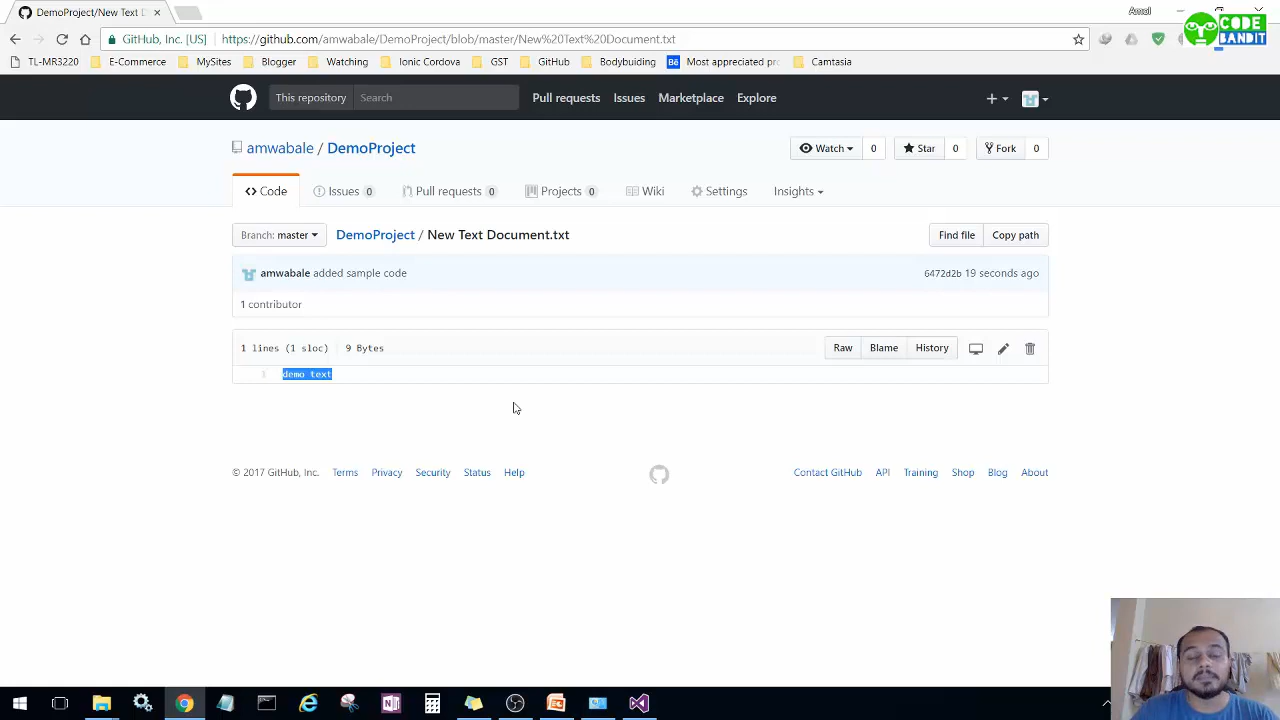 DemoProject/New Text D
Amol
CODE BANDIT
GitHub, Inc. [US]
https://github.com/amwabale/DemoProject/blob/
New%20Text%20Document.txt
TL-MR3220 E-Commerce MySites Blogger Watching Ionic Corova GST GitHub Bodybuiding Bē Most appreciated pr Camtasia
This repository Search Pull requests Issues Marketplace Explore
amwabale / DemoProject
Watch 0 Star 0 Fork 0
Code Issues 0 Pull requests 0 Projects 0 Wiki Settings Insights
Branch: master DemoProject / New Text Document.txt Find file Copy path
amwabale added sample code 6472d2b 19 seconds ago
1 contributor
1 lines (1 sloc) 9 Bytes Raw Blame History
1 demo text
© 2017 GitHub, Inc. Terms Privacy Security Status Help Contact GitHub API Training Shop Blog About